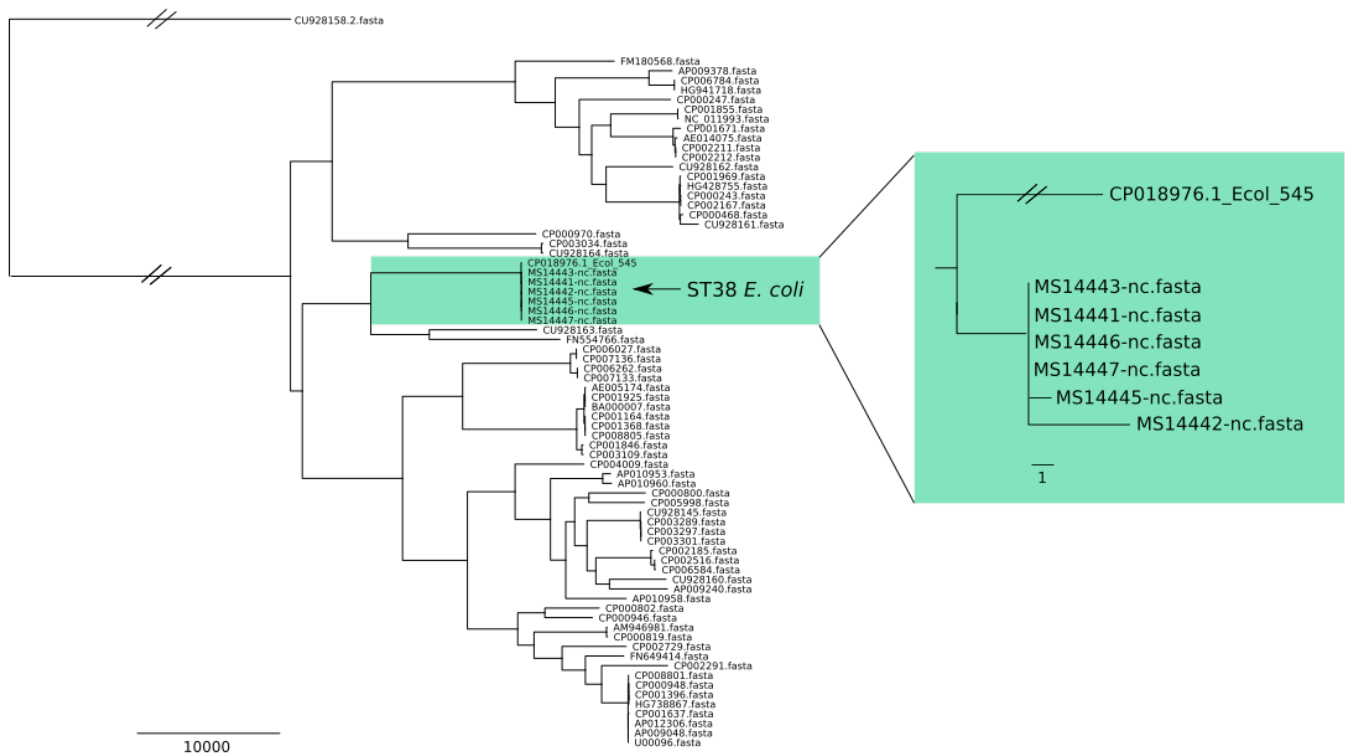 CU928158.2.fasta
FM180568.fasta
AP009378.fasta
CP006784.fasta
HG941718.fasta
CP000247.fasta
CP001855.fasta
NC_011993.fasta
CP001671.fasta
AE014075.fasta
CP002211.fasta
CP002212.fasta
CU928162.fasta
CP001969.fasta
HG428755.fasta
CP000243.fasta
CP002167.fasta
CP000468.fasta
CU928161.fasta
CP000970.fasta
CP003034.fasta
CU928164.fasta
CP018976.1_Ecol_545
MS14443-nc.fasta
MS14441-nc.fasta
MS14442-nc.fasta
MS14445-nc.fasta
MS14446-nc.fasta
MS14447-nc.fasta
ST38 E. coli
CU928163.fasta
FN554766.fasta
CP006027.fasta
CP007136.fasta
CP006262.fasta
CP007133.fasta
AE005174.fasta
CP001925.fasta
BA000007.fasta
CP001164.fasta
CP001368.fasta
CP008805.fasta
CP001846.fasta
CP003109.fasta
CP004009.fasta
AP010953.fasta
AP010960.fasta
CP000800.fasta
CP005998.fasta
CU928145.fasta
CP003289.fasta
CP003297.fasta
CP003301.fasta
CP002185.fasta
CP002516.fasta
CP006584.fasta
CU928160.fasta
AP009240.fasta
AP010958.fasta
CP000802.fasta
CP000946.fasta
AM946981.fasta
CP000819.fasta
CP002729.fasta
FN649414.fasta
CP002291.fasta
CP008801.fasta
CP000948.fasta
CP001396.fasta
HG738867.fasta
CP001637.fasta
AP012306.fasta
AP009048.fasta
U00096.fasta
10000
CP018976.1_Ecol_545
MS14443-nc.fasta
MS14441-nc.fasta
MS14446-nc.fasta
MS14447-nc.fasta
MS14445-nc.fasta
MS14442-nc.fasta
1